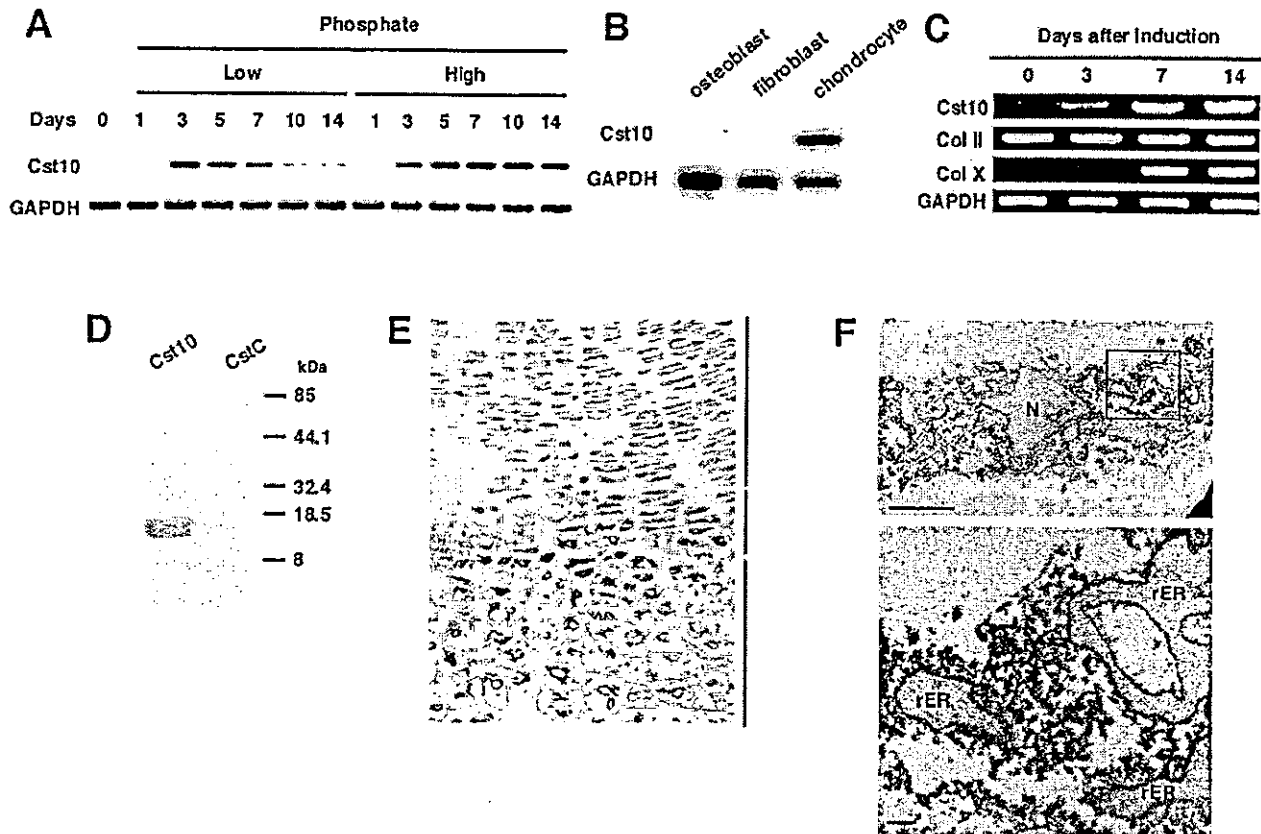 A
Phosphate
Low High
Days 0 1 3 5 7 10 14 1 3 5 7 10 14
Cst10
GAPDH
B
osteoblast
fibroblast
chondrocyte
Cst10
GAPDH
C
Days after Induction
0 3 7 14
Cst10
Col II
Col X
GAPDH
D
Cst10 CstC
kDa
85
44.1
32.4
18.5
8
E
F
N
rER
rER
rER